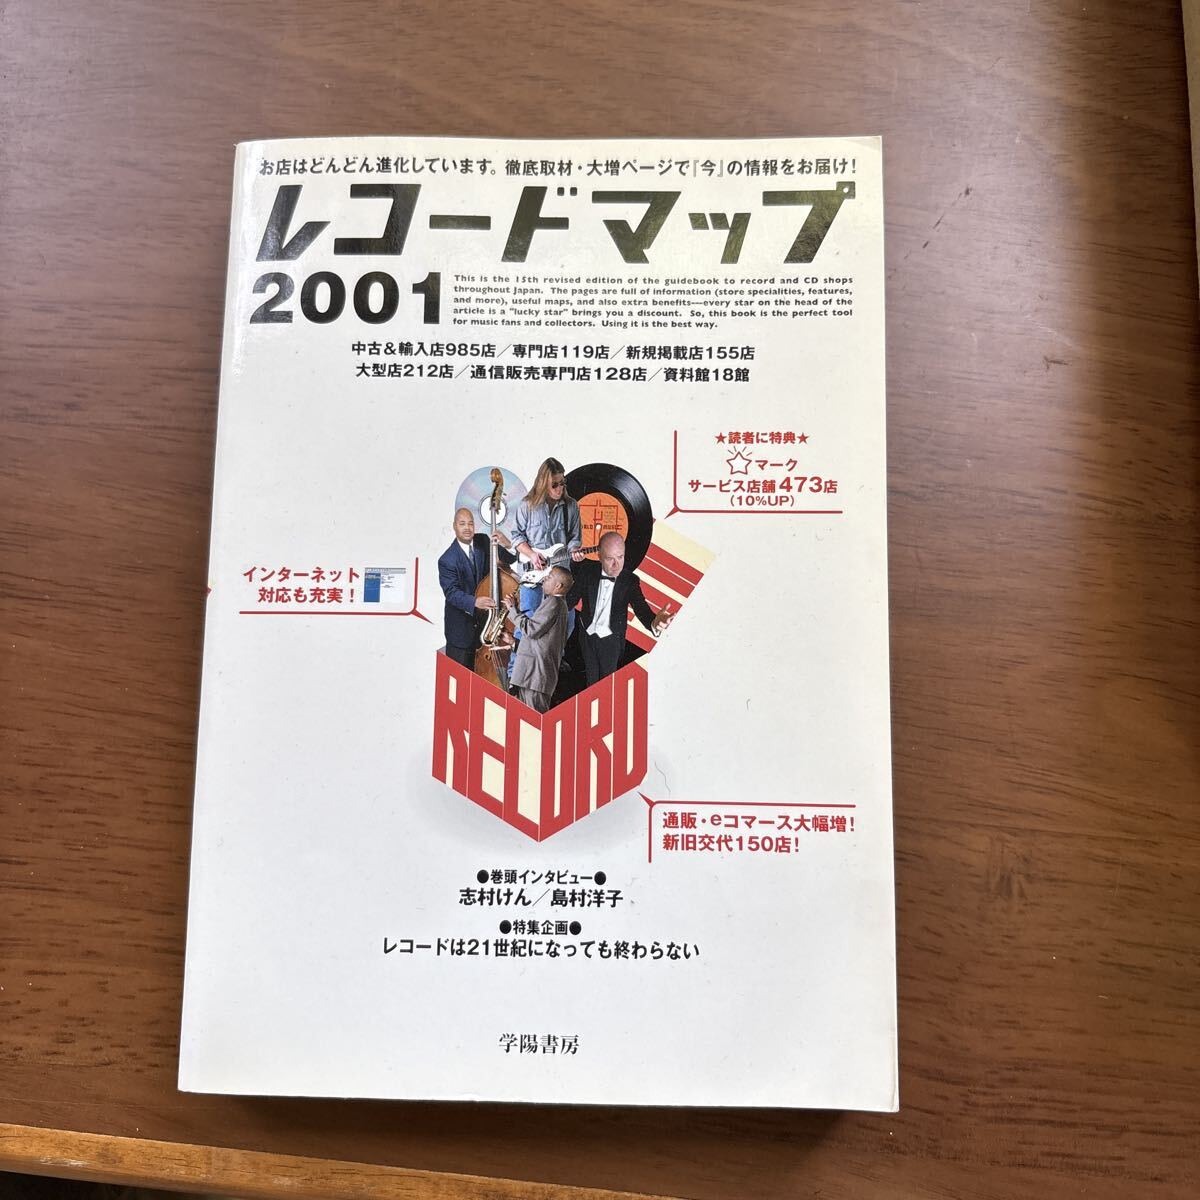 お店はどんどん進化しています。徹底取材・大増ページで『今』の情報をお届け！
レコードマップ
2001
This is the 15th revised edition of the guidebook to record and CD shops
throughout Japan. The pages are full of information (store specialities, features,
and more), useful maps, and also extra benefits---every star on the head of the
article is a "lucky star" brings you a discount. So, this book is the perfect tool
for music fans and collectors. Using it is the best way.
中古＆輸入店985店／専門店119店／新規掲載店155店
大型店212店／通信販売専門店128店／資料館18館
★読者に特典★
☆マーク
サービス店舗473店
（10%UP）
インターネット
対応も充実！
RECORD
通販・eコマース大幅増！
新旧交代150店！
●巻頭インタビュー●
志村けん／島村洋子
●特集企画●
レコードは21世紀になっても終わらない
学陽書房